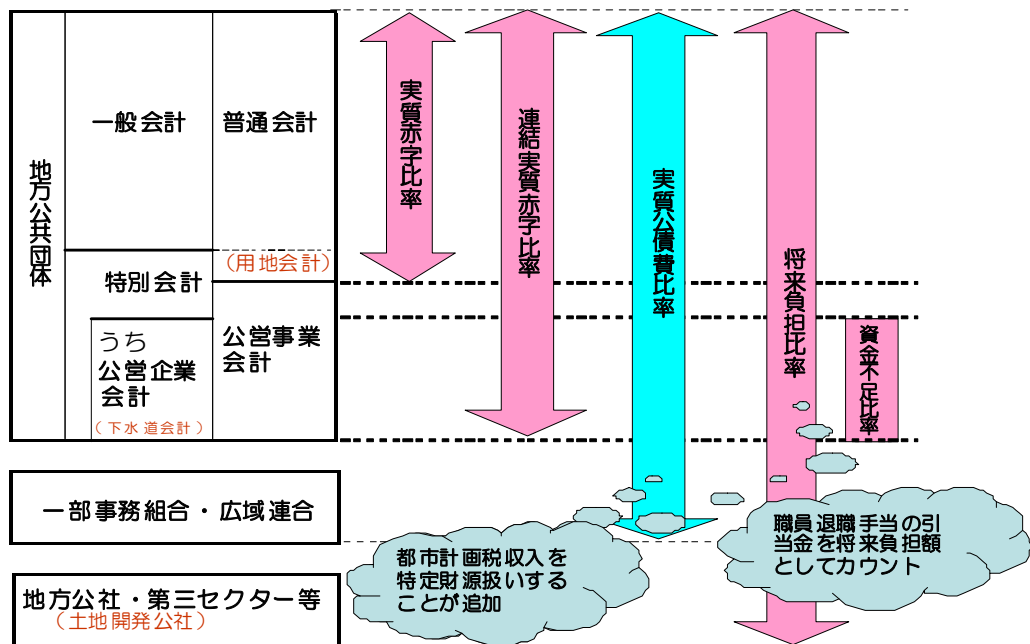 地方公共団体
一般会計
普通会計
(用地会計)
特別会計
うち
公営企業
会計
(下水道会計)
公営事業
会計
実質赤字比率
連結実質赤字比率
実質公債費比率
将来負担比率
資金不足比率
一部事務組合・広域連合
都市計画税収入を
特定財源扱いする
ことが追加
職員退職手当の引
当金を将来負担額
としてカウント
地方公社・第三セクター等
(土地開発公社)